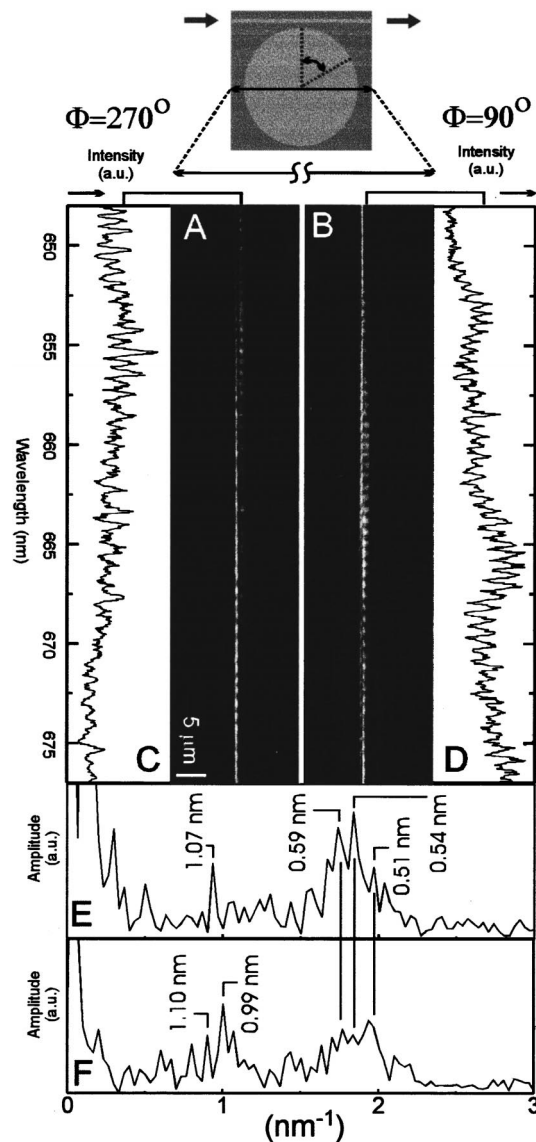 Φ=270°
Φ=90°
Intensity
(a.u.)
Intensity
(a.u.)
A
B
C
D
650
655
660
665
670
675
Wavelength (nm)
5 μm
Amplitude
(a.u.)
E
1.07 nm
0.59 nm
0.51 nm
0.54 nm
Amplitude
(a.u.)
F
1.10 nm
0.99 nm
0
1
2
3
(nm⁻¹)